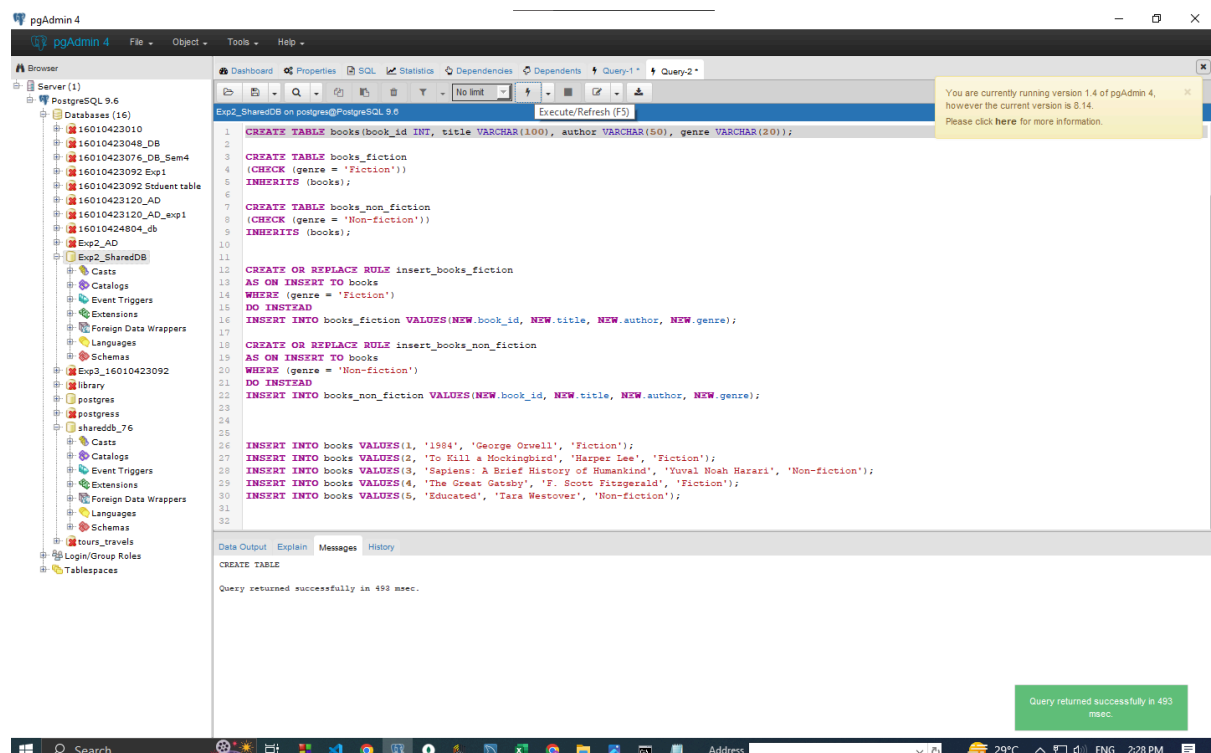 pgAdmin 4
pgAdmin 4 File Object Tools Help
Browser
Dashboard Properties SQL Statistics Dependencies Dependents Query-1 * Query-2 *
No limit
Exp2_SharedDB on postgres@PostgreSQL 9.6
Execute/Refresh (F5)
You are currently running version 1.4 of pgAdmin 4,
however the current version is 8.14.
Please click here for more information.
Server (1)
PostgreSQL 9.6
Databases (16)
16010423010
16010423048_DB
16010423076_DB_Sem4
16010423092 Exp1
16010423092 Stduent table
16010423120_AD
16010423120_AD_exp1
16010424804_db
Exp2_AD
Exp2_SharedDB
Casts
Catalogs
Event Triggers
Extensions
Foreign Data Wrappers
Languages
Schemas
Exp3_16010423092
library
postgres
postgress
shareddb_76
Casts
Catalogs
Event Triggers
Extensions
Foreign Data Wrappers
Languages
Schemas
tours_travels
Login/Group Roles
Tablespaces
1 CREATE TABLE books(book_id INT, title VARCHAR(100), author VARCHAR(50), genre VARCHAR(20));
2
3 CREATE TABLE books_fiction
4 (CHECK (genre = 'Fiction'))
5 INHERITS (books);
6
7 CREATE TABLE books_non_fiction
8 (CHECK (genre = 'Non-fiction'))
9 INHERITS (books);
10
11
12 CREATE OR REPLACE RULE insert_books_fiction
13 AS ON INSERT TO books
14 WHERE (genre = 'Fiction')
15 DO INSTEAD
16 INSERT INTO books_fiction VALUES(NEW.book_id, NEW.title, NEW.author, NEW.genre);
17
18 CREATE OR REPLACE RULE insert_books_non_fiction
19 AS ON INSERT TO books
20 WHERE (genre = 'Non-fiction')
21 DO INSTEAD
22 INSERT INTO books_non_fiction VALUES(NEW.book_id, NEW.title, NEW.author, NEW.genre);
23
24
25
26 INSERT INTO books VALUES(1, '1984', 'George Orwell', 'Fiction');
27 INSERT INTO books VALUES(2, 'To Kill a Mockingbird', 'Harper Lee', 'Fiction');
28 INSERT INTO books VALUES(3, 'Sapiens: A Brief History of Humankind', 'Yuval Noah Harari', 'Non-fiction');
29 INSERT INTO books VALUES(4, 'The Great Gatsby', 'F. Scott Fitzgerald', 'Fiction');
30 INSERT INTO books VALUES(5, 'Educated', 'Tara Westover', 'Non-fiction');
31
32
Data Output Explain Messages History
CREATE TABLE
Query returned successfully in 493 msec.
Query returned successfully in 493
msec.
Search Address 29°C ENG 2:28 PM